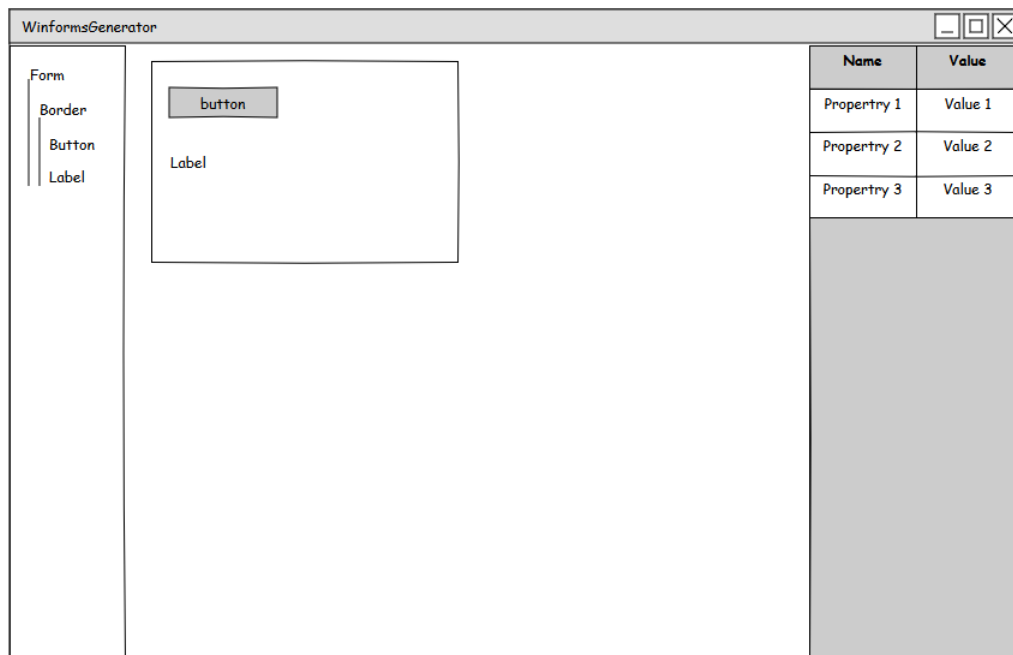 WinformsGenerator
Form
Border
Button
Label
button
Label
Name Value
Propertry 1 Value 1
Propertry 2 Value 2
Propertry 3 Value 3